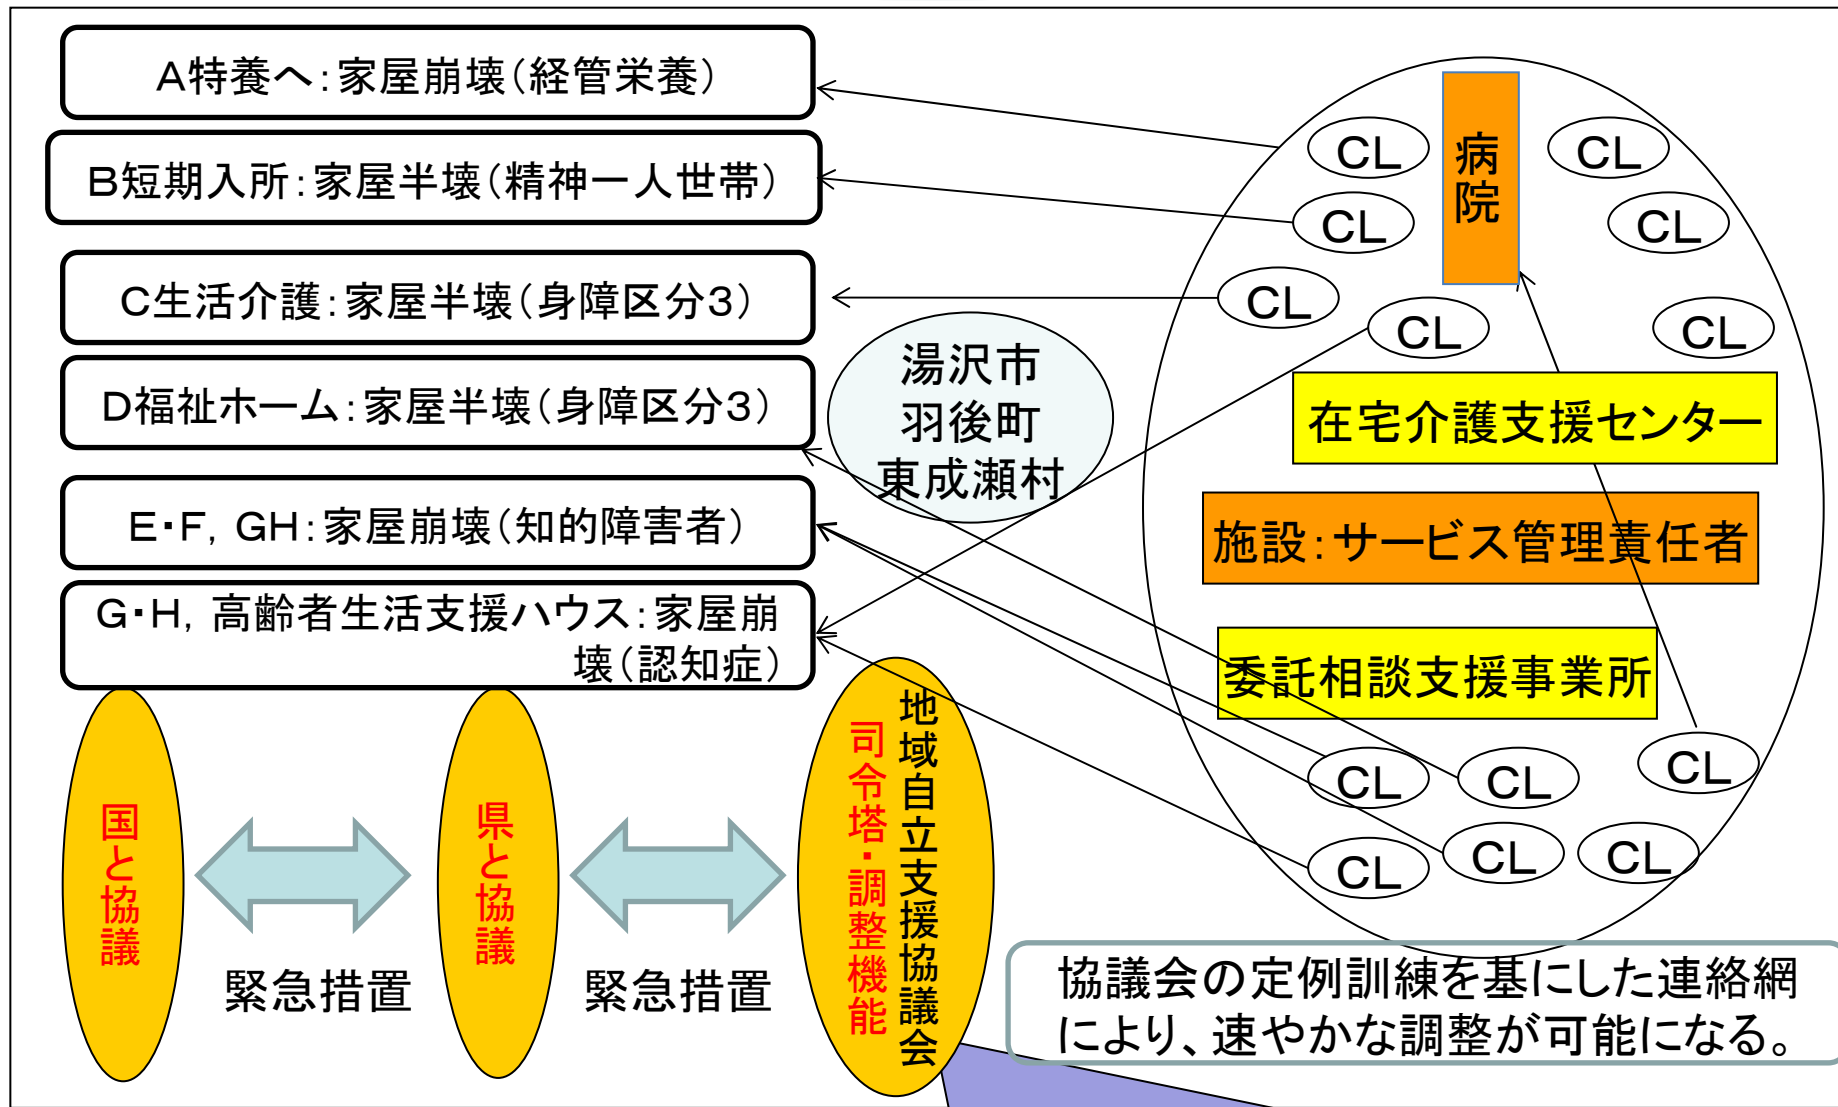 A特養へ：家屋崩壊（経管栄養）
B短期入所：家屋半壊（精神一人世帯）
C生活介護：家屋半壊（身障区分3）
D福祉ホーム：家屋半壊（身障区分3）
E・F，GH：家屋崩壊（知的障害者）
G・H，高齢者生活支援ハウス：家屋崩
壊（認知症）
湯沢市
羽後町
東成瀬村
病院
CL
CL
CL
CL
CL
CL
CL
在宅介護支援センター
施設：サービス管理責任者
委託相談支援事業所
CL
CL
CL
CL
CL
CL
国と協議
緊急措置
県と協議
緊急措置
地域自立支援協議会
司令塔・調整機能
協議会の定例訓練を基にした連絡網
により、速やかな調整が可能になる。